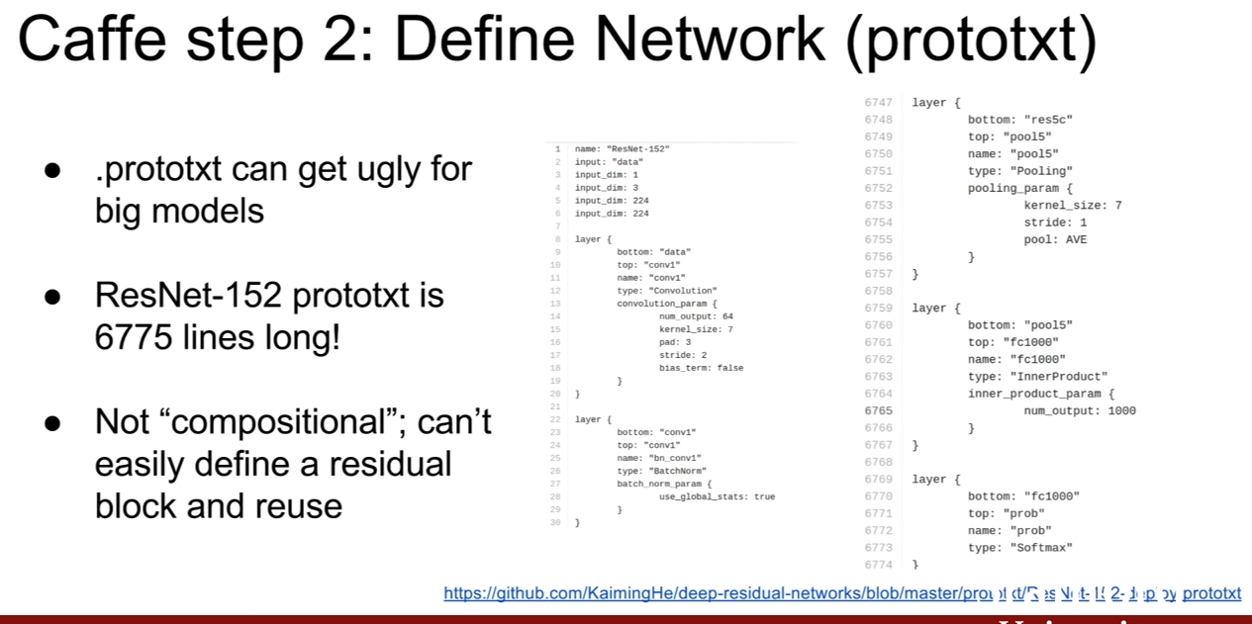 Caffe step 2: Define Network (prototxt)
● .prototxt can get ugly for
big models
● ResNet-152 prototxt is
6775 lines long!
● Not “compositional”; can’t
easily define a residual
block and reuse
1 name: "ResNet-152"
2 input: "data"
3 input_dim: 1
4 input_dim: 3
5 input_dim: 224
6 input_dim: 224
7
8 layer {
9 bottom: "data"
10 top: "conv1"
11 name: "conv1"
12 type: "Convolution"
13 convolution_param {
14 num_output: 64
15 kernel_size: 7
16 pad: 3
17 stride: 2
18 bias_term: false
19 }
20 }
21
22 layer {
23 bottom: "conv1"
24 top: "conv1"
25 name: "bn_conv1"
26 type: "BatchNorm"
27 batch_norm_param {
28 use_global_stats: true
29 }
30 }
6747 layer {
6748 bottom: "res5c"
6749 top: "pool5"
6750 name: "pool5"
6751 type: "Pooling"
6752 pooling_param {
6753 kernel_size: 7
6754 stride: 1
6755 pool: AVE
6756 }
6757 }
6758
6759 layer {
6760 bottom: "pool5"
6761 top: "fc1000"
6762 name: "fc1000"
6763 type: "InnerProduct"
6764 inner_product_param {
6765 num_output: 1000
6766 }
6767 }
6768
6769 layer {
6770 bottom: "fc1000"
6771 top: "prob"
6772 name: "prob"
6773 type: "Softmax"
6774 }
https://github.com/KaimingHe/deep-residual-networks/blob/master/prototxt/ResNet-152-deploy.prototxt